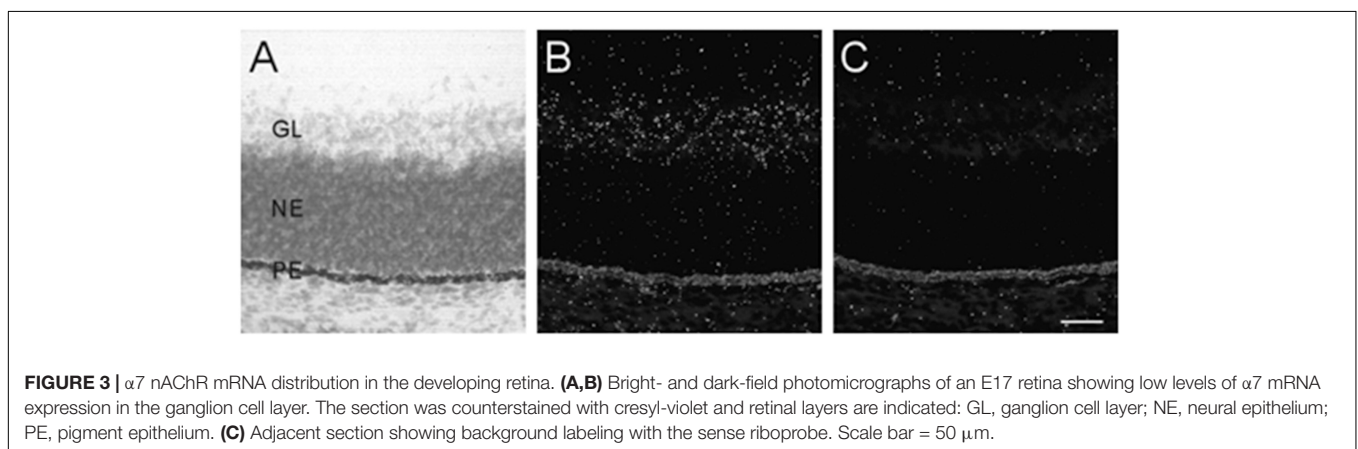 A
B
C
GL
NE
PE
FIGURE 3 | α7 nAChR mRNA distribution in the developing retina. (A,B) Bright- and dark-field photomicrographs of an E17 retina showing low levels of α7 mRNA
expression in the ganglion cell layer. The section was counterstained with cresyl-violet and retinal layers are indicated: GL, ganglion cell layer; NE, neural epithelium;
PE, pigment epithelium. (C) Adjacent section showing background labeling with the sense riboprobe. Scale bar = 50 μm.